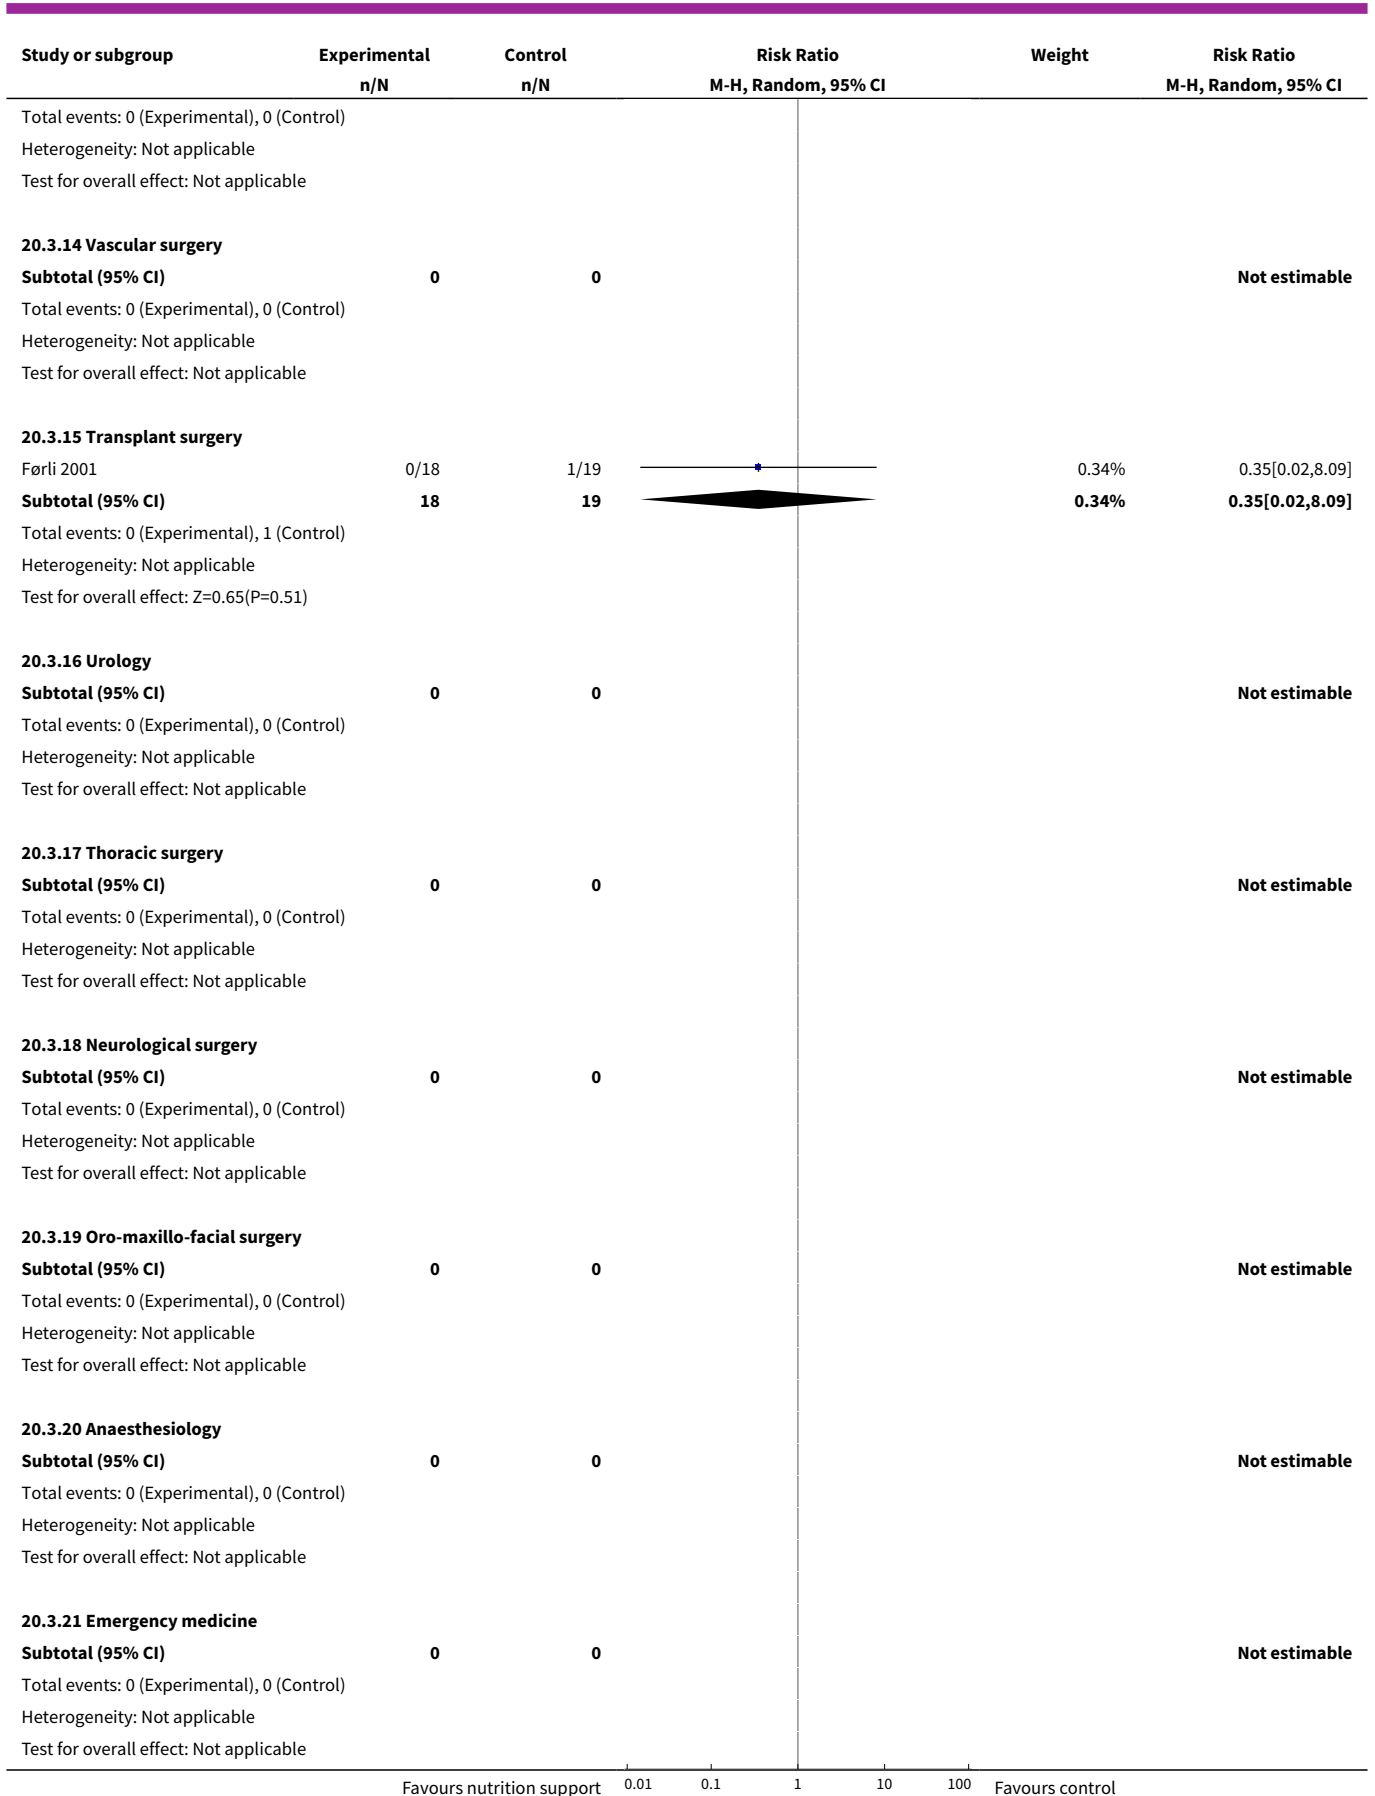 Study or subgroup Experimental Control Risk Ratio Weight Risk Ratio
n/N n/N M-H, Random, 95% CI M-H, Random, 95% CI
Total events: 0 (Experimental), 0 (Control)
Heterogeneity: Not applicable
Test for overall effect: Not applicable
20.3.14 Vascular surgery
Subtotal (95% CI) 0 0 Not estimable
Total events: 0 (Experimental), 0 (Control)
Heterogeneity: Not applicable
Test for overall effect: Not applicable
20.3.15 Transplant surgery
Førli 2001 0/18 1/19 0.34% 0.35[0.02,8.09]
Subtotal (95% CI) 18 19 0.34% 0.35[0.02,8.09]
Total events: 0 (Experimental), 1 (Control)
Heterogeneity: Not applicable
Test for overall effect: Z=0.65(P=0.51)
20.3.16 Urology
Subtotal (95% CI) 0 0 Not estimable
Total events: 0 (Experimental), 0 (Control)
Heterogeneity: Not applicable
Test for overall effect: Not applicable
20.3.17 Thoracic surgery
Subtotal (95% CI) 0 0 Not estimable
Total events: 0 (Experimental), 0 (Control)
Heterogeneity: Not applicable
Test for overall effect: Not applicable
20.3.18 Neurological surgery
Subtotal (95% CI) 0 0 Not estimable
Total events: 0 (Experimental), 0 (Control)
Heterogeneity: Not applicable
Test for overall effect: Not applicable
20.3.19 Oro-maxillo-facial surgery
Subtotal (95% CI) 0 0 Not estimable
Total events: 0 (Experimental), 0 (Control)
Heterogeneity: Not applicable
Test for overall effect: Not applicable
20.3.20 Anaesthesiology
Subtotal (95% CI) 0 0 Not estimable
Total events: 0 (Experimental), 0 (Control)
Heterogeneity: Not applicable
Test for overall effect: Not applicable
20.3.21 Emergency medicine
Subtotal (95% CI) 0 0 Not estimable
Total events: 0 (Experimental), 0 (Control)
Heterogeneity: Not applicable
Test for overall effect: Not applicable
Favours nutrition support 0.01 0.1 1 10 100 Favours control